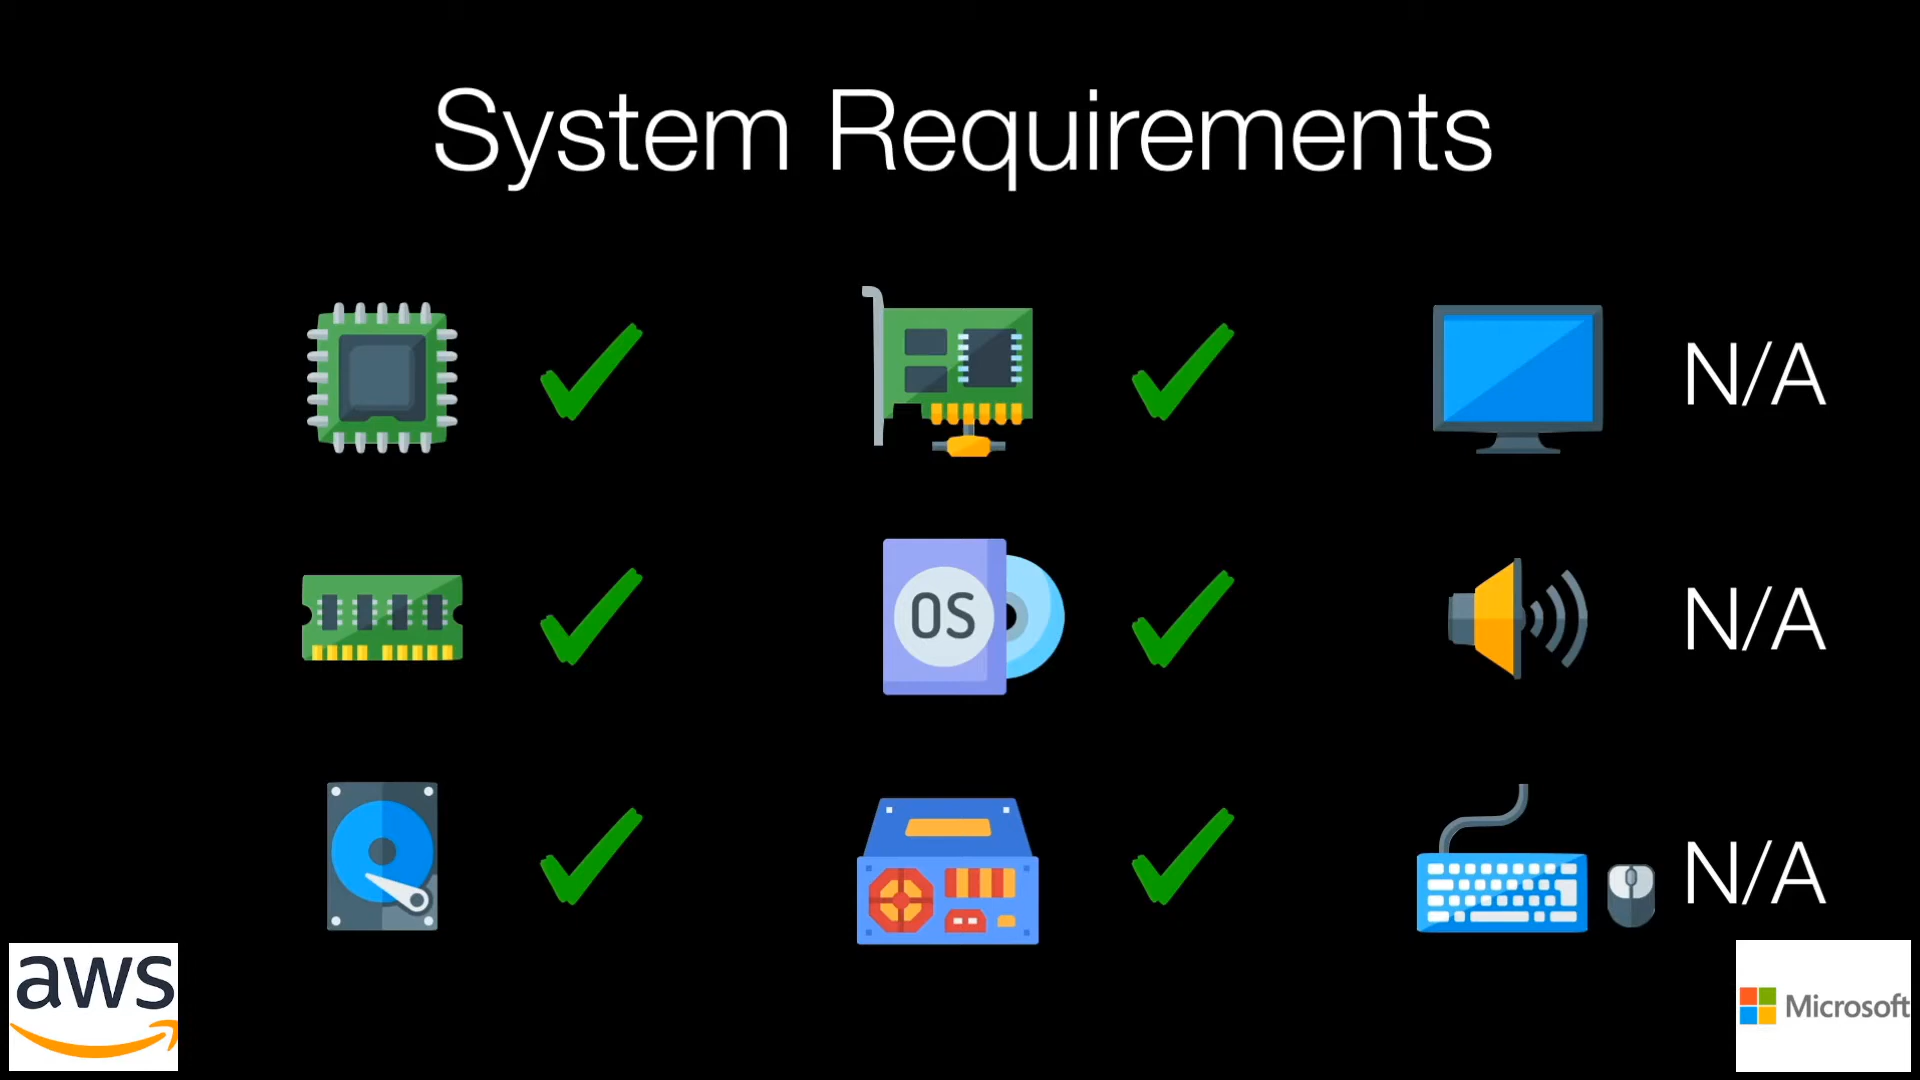 System Requirements
N/A
OS
N/A
N/A
aws
Microsoft